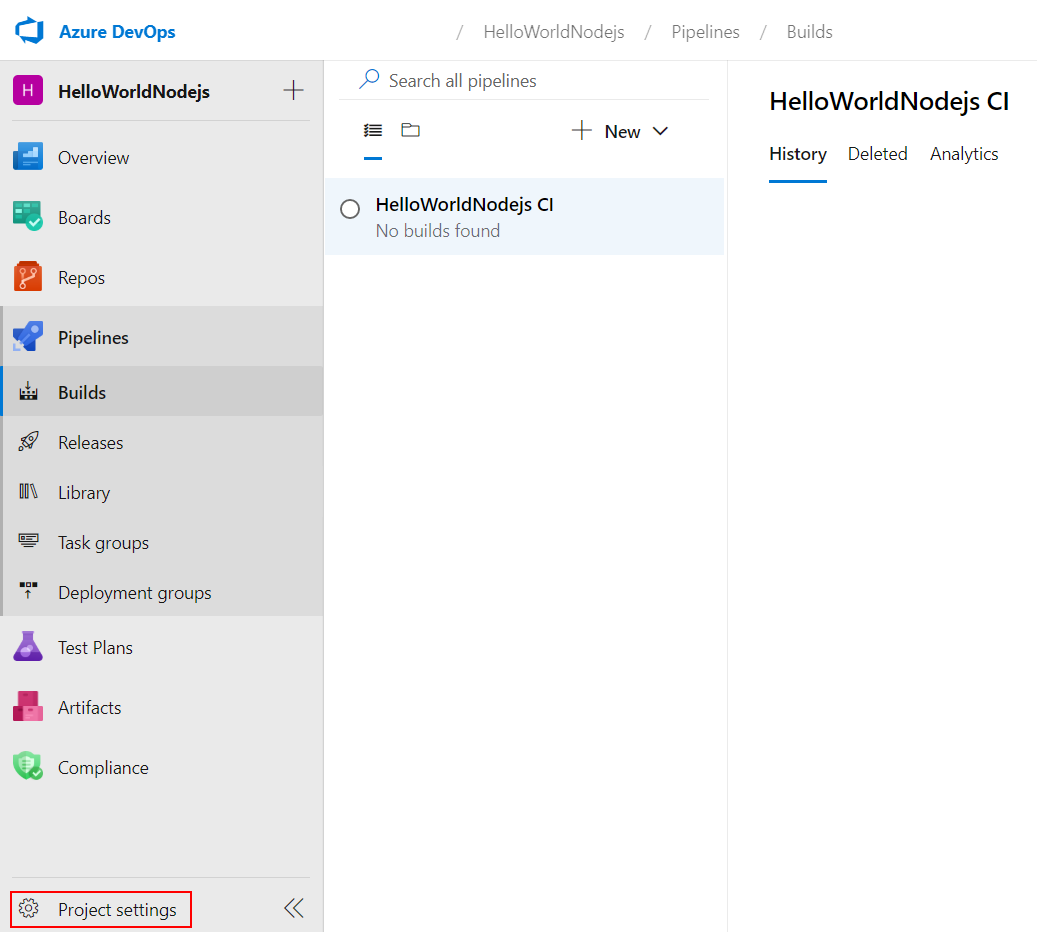 Azure DevOps
/ HelloWorldNodejs / Pipelines / Builds
H HelloWorldNodejs
Overview
Boards
Repos
Pipelines
Builds
Releases
Library
Task groups
Deployment groups
Test Plans
Artifacts
Compliance
Project settings
Search all pipelines
New
HelloWorldNodejs CI
No builds found
HelloWorldNodejs CI
History Deleted Analytics